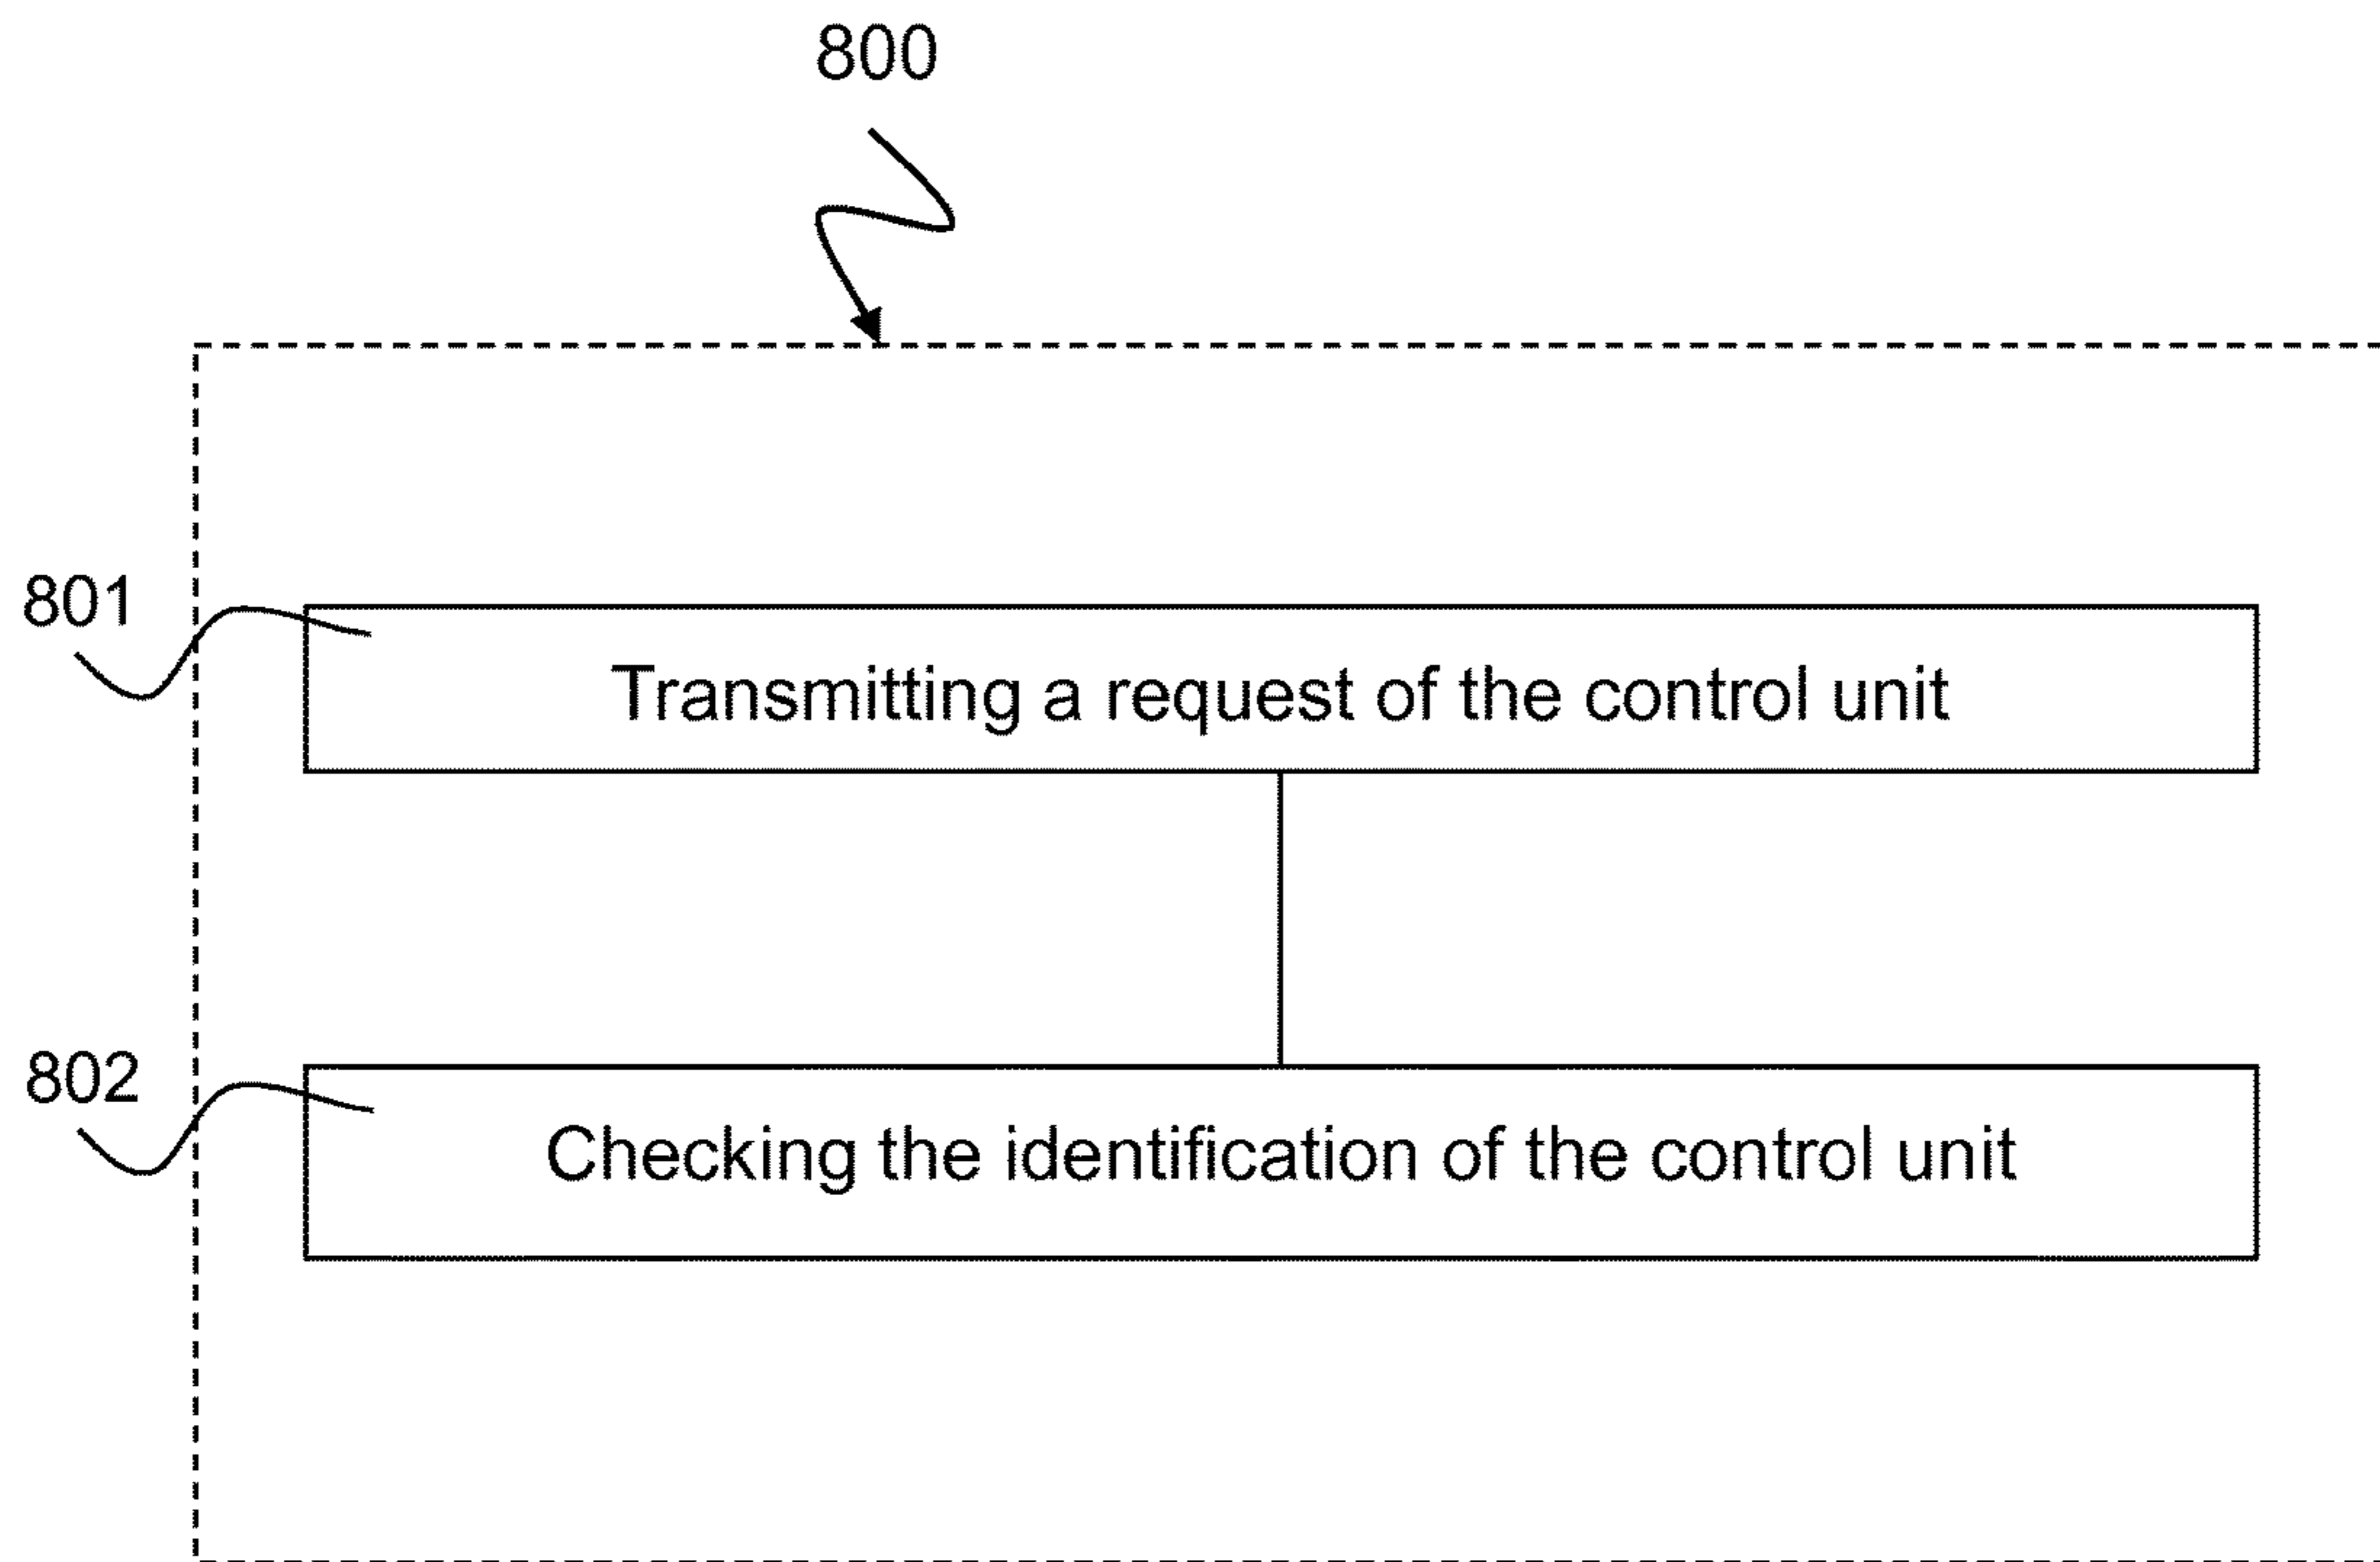 800
801
Transmitting a request of the control unit
802
Checking the identification of the control unit